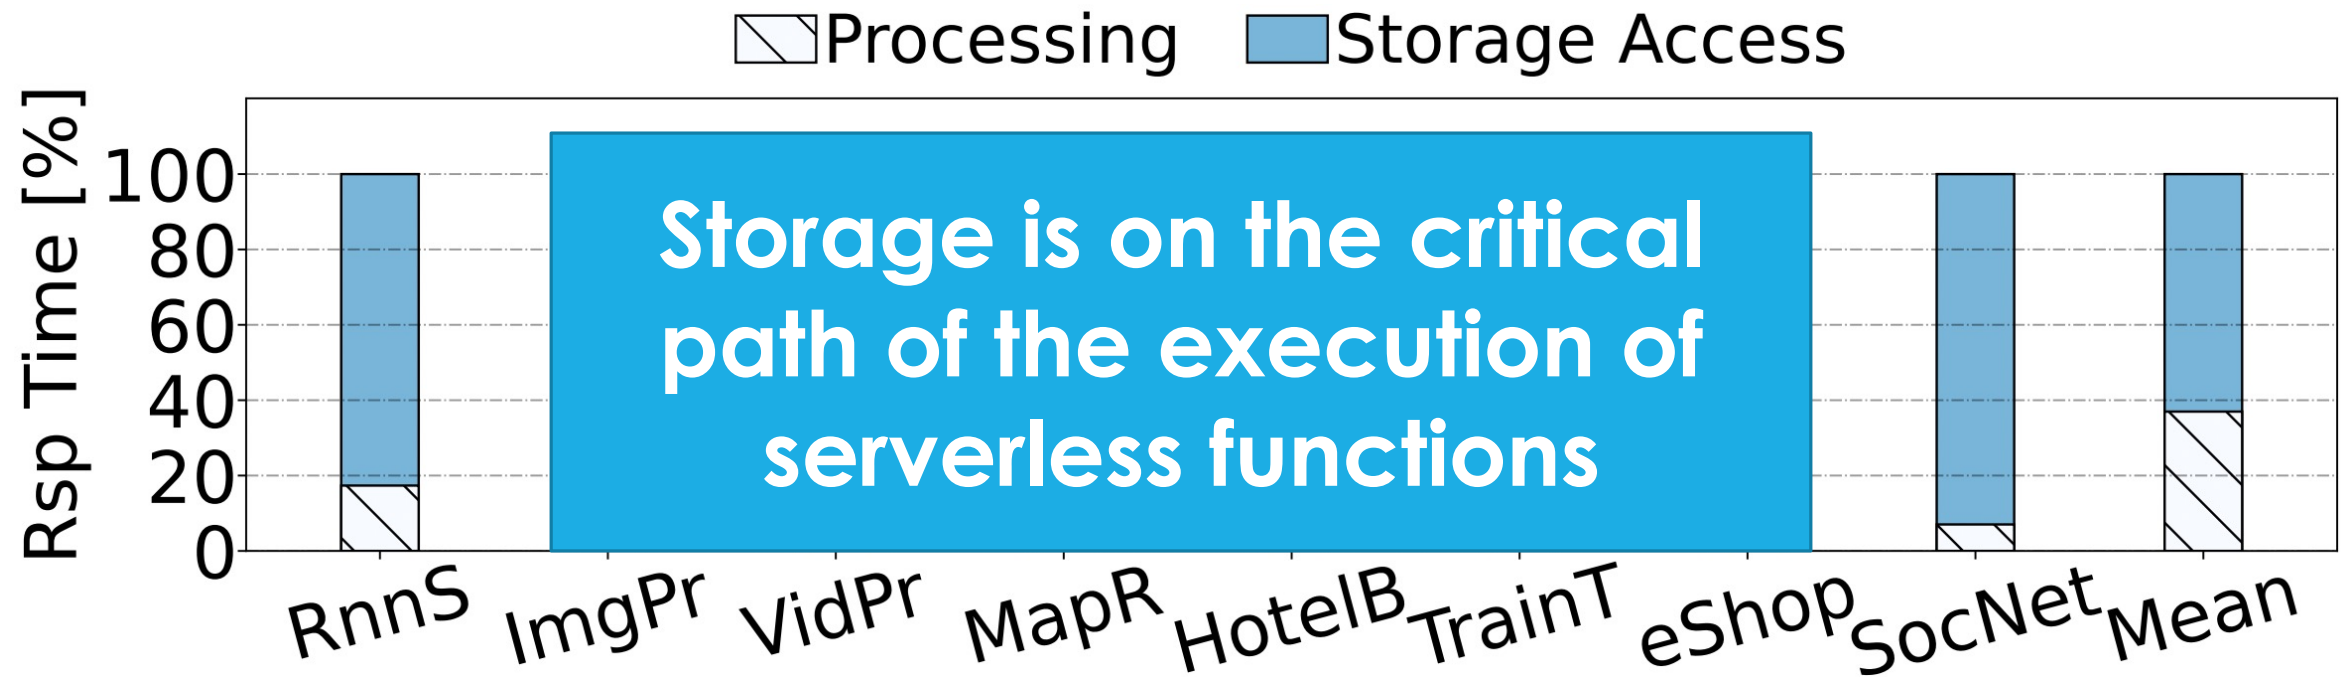 Processing Storage Access
Rsp Time [%]
100
80
60
40
20
0
Storage is on the critical
path of the execution of
serverless functions
RnnS ImgPr VidPr MapR HotelB TrainT eShop SocNet Mean